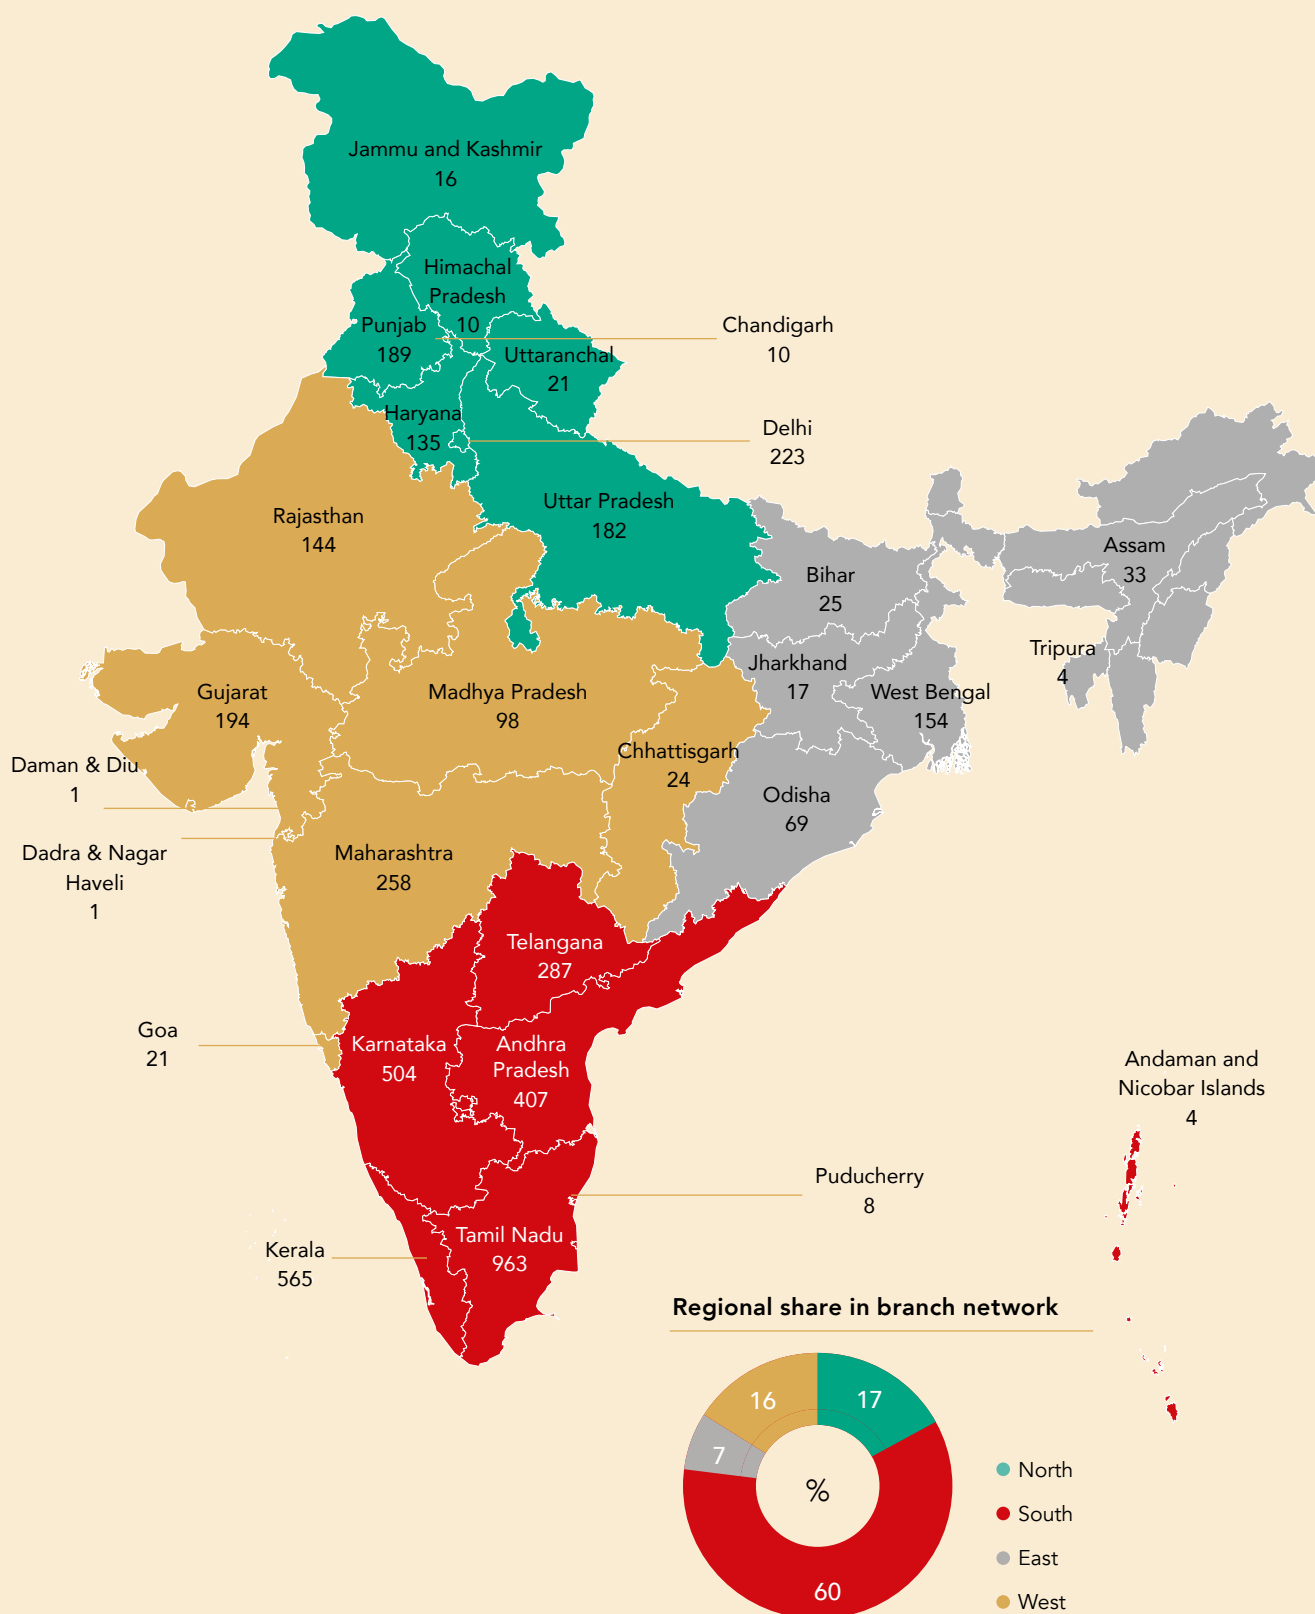 Jammu and Kashmir
16
Himachal
Pradesh
10
Punjab
189
Chandigarh
10
Uttaranchal
21
Haryana
135
Delhi
223
Uttar Pradesh
182
Rajasthan
144
Assam
33
Bihar
25
Tripura
4
Jharkhand
17
West Bengal
154
Gujarat
194
Madhya Pradesh
98
Chhattisgarh
24
Daman & Diu
1
Odisha
69
Dadra & Nagar
Haveli
1
Maharashtra
258
Telangana
287
Goa
21
Karnataka
504
Andhra
Pradesh
407
Andaman and
Nicobar Islands
4
Puducherry
8
Tamil Nadu
963
Kerala
565
Regional share in branch network
16
17
7
%
60
North
South
East
West